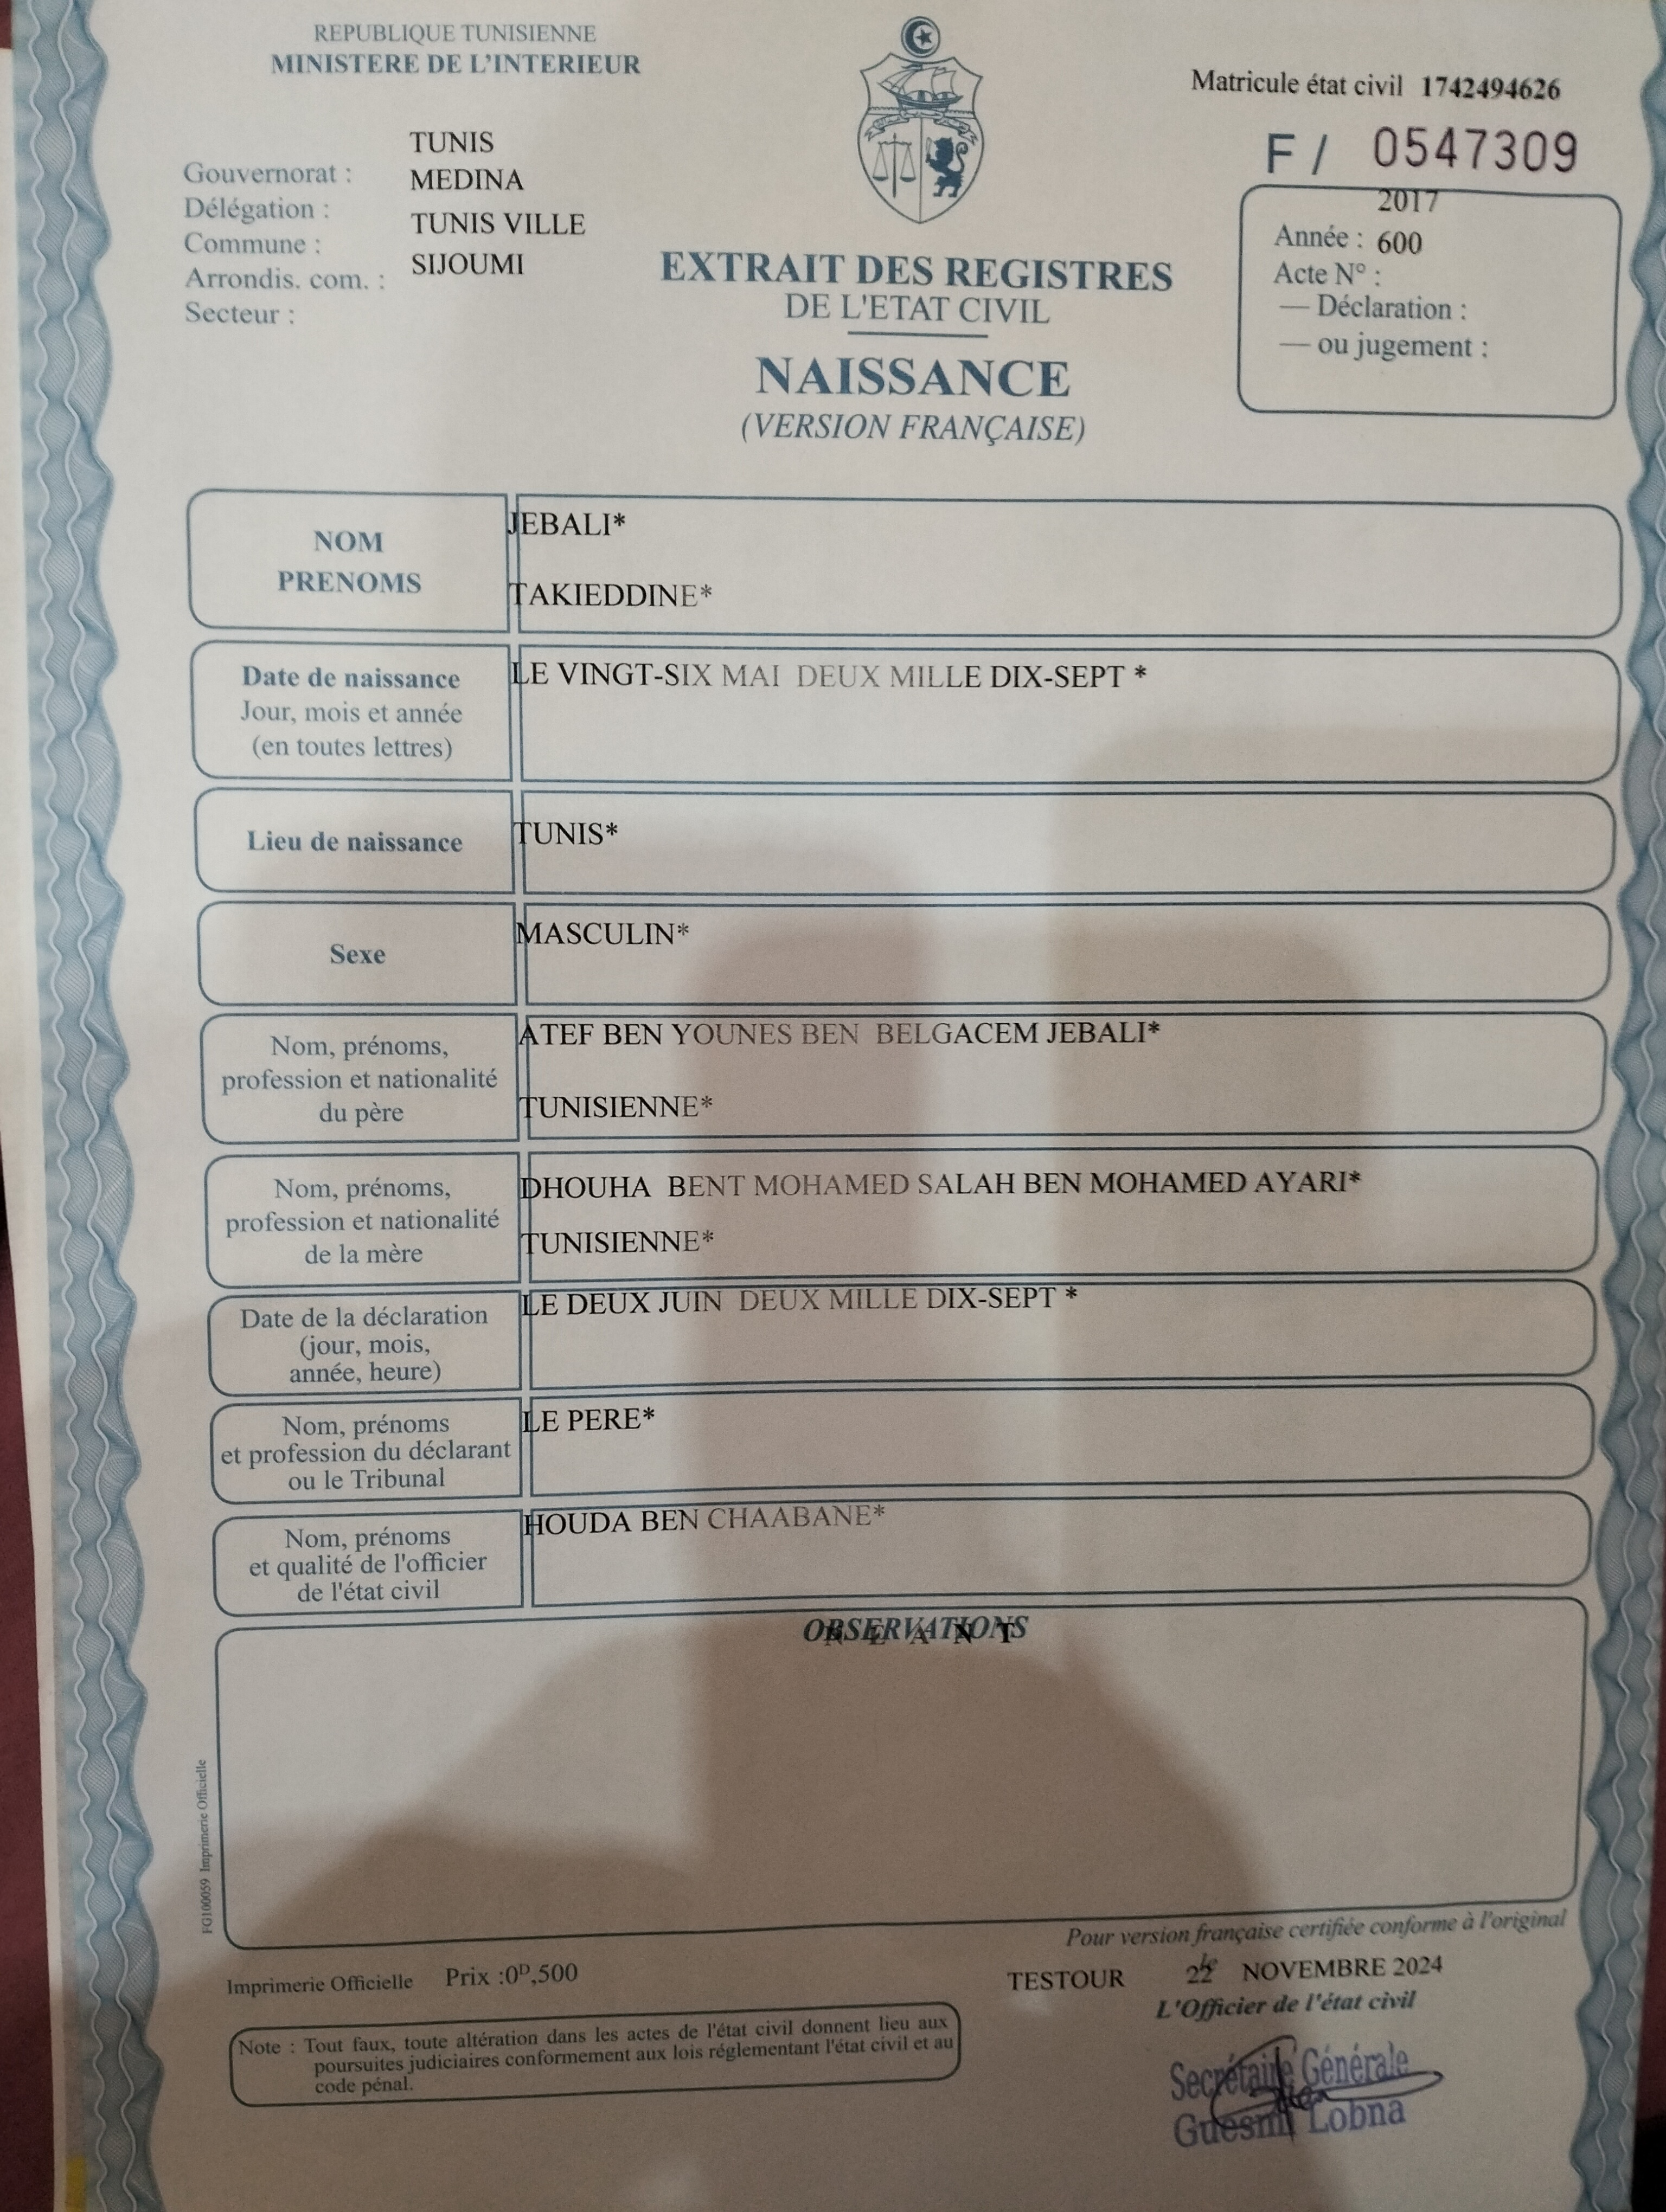 REPUBLIQUE TUNISIENNE
MINISTERE DE L'INTERIEUR
Matricule état civil 1742494626
F / 0547309
TUNIS
Gouvernorat : MEDINA
Délégation :
Commune : TUNIS VILLE
Arrondis. com. : SIJOUMI
Secteur :
2017
Année : 600
Acte N° :
— Déclaration :
— ou jugement :
EXTRAIT DES REGISTRES
DE L'ETAT CIVIL
NAISSANCE
(VERSION FRANÇAISE)
NOM
PRENOMS
JEBALI*
TAKIEDDINE*
Date de naissance
Jour, mois et année
(en toutes lettres)
LE VINGT-SIX MAI DEUX MILLE DIX-SEPT *
Lieu de naissance
TUNIS*
Sexe
MASCULIN*
Nom, prénoms,
profession et nationalité
du père
ATEF BEN YOUNES BEN BELGACEM JEBALI*
TUNISIENNE*
Nom, prénoms,
profession et nationalité
de la mère
DHOUHA BENT MOHAMED SALAH BEN MOHAMED AYARI*
TUNISIENNE*
Date de la déclaration
(jour, mois,
année, heure)
LE DEUX JUIN DEUX MILLE DIX-SEPT *
Nom, prénoms
et profession du déclarant
ou le Tribunal
LE PERE*
Nom, prénoms
et qualité de l'officier
de l'état civil
HOUDA BEN CHAABANE*
OBSERVATIONS
N E A N T
FG100059 Imprimerie Officielle
Pour version française certifiée conforme à l'original
Imprimerie Officielle Prix :0ᴰ,500
TESTOUR le 22 NOVEMBRE 2024
L'Officier de l'état civil
Note : Tout faux, toute altération dans les actes de l'état civil donnent lieu aux
poursuites judiciaires conformement aux lois réglementant l'état civil et au
code pénal.
Secrétaire Générale
Guesmi Lobna